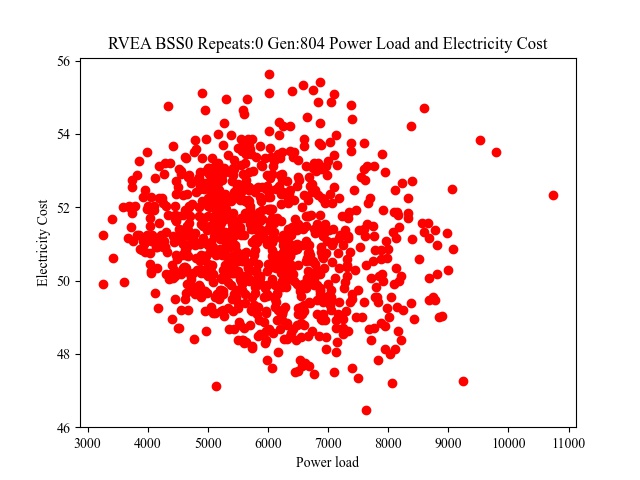 RVEA BSS0 Repeats:0 Gen:804 Power Load and Electricity Cost
56
54
52
50
48
46
Electricity Cost
3000 4000 5000 6000 7000 8000 9000 10000 11000
Power load